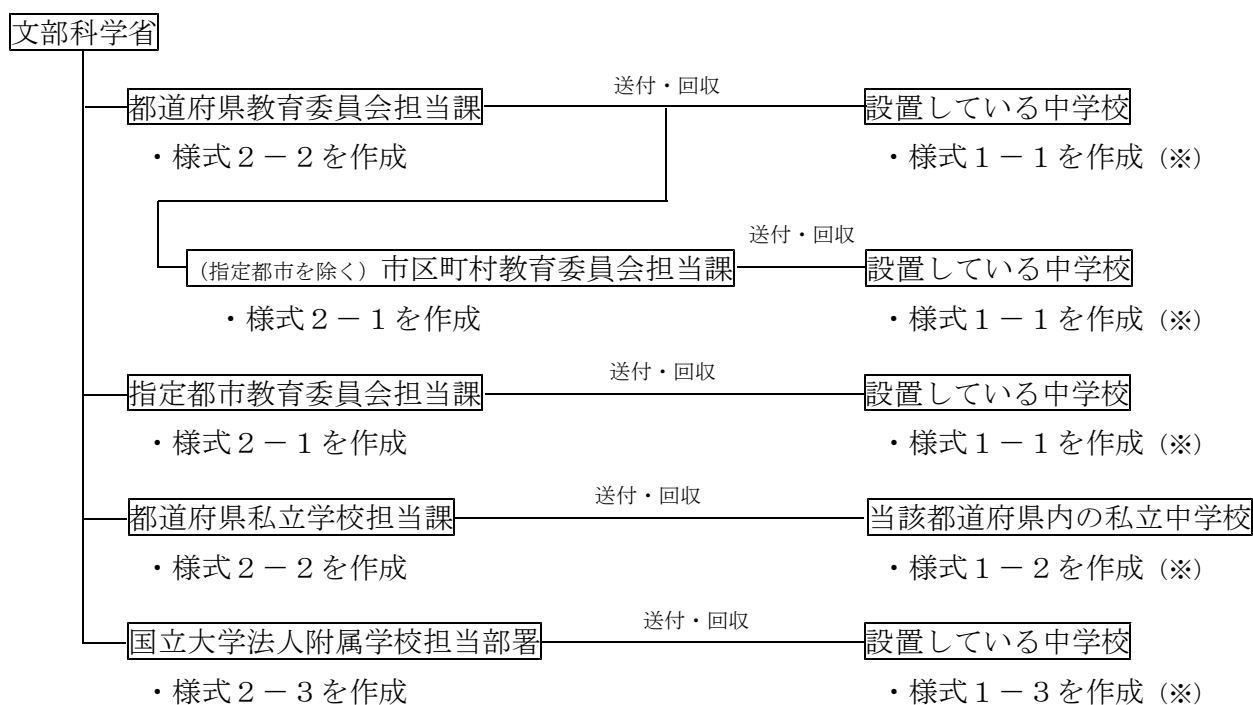 文部科学省
送付・回収
都道府県教育委員会担当課 設置している中学校
・様式２－２を作成 ・様式１－１を作成（※）
送付・回収
（指定都市を除く）市区町村教育委員会担当課 設置している中学校
・様式２－１を作成 ・様式１－１を作成（※）
送付・回収
指定都市教育委員会担当課 設置している中学校
・様式２－１を作成 ・様式１－１を作成（※）
送付・回収
都道府県私立学校担当課 当該都道府県内の私立中学校
・様式２－２を作成 ・様式１－２を作成（※）
送付・回収
国立大学法人附属学校担当部署 設置している中学校
・様式２－３を作成 ・様式１－３を作成（※）